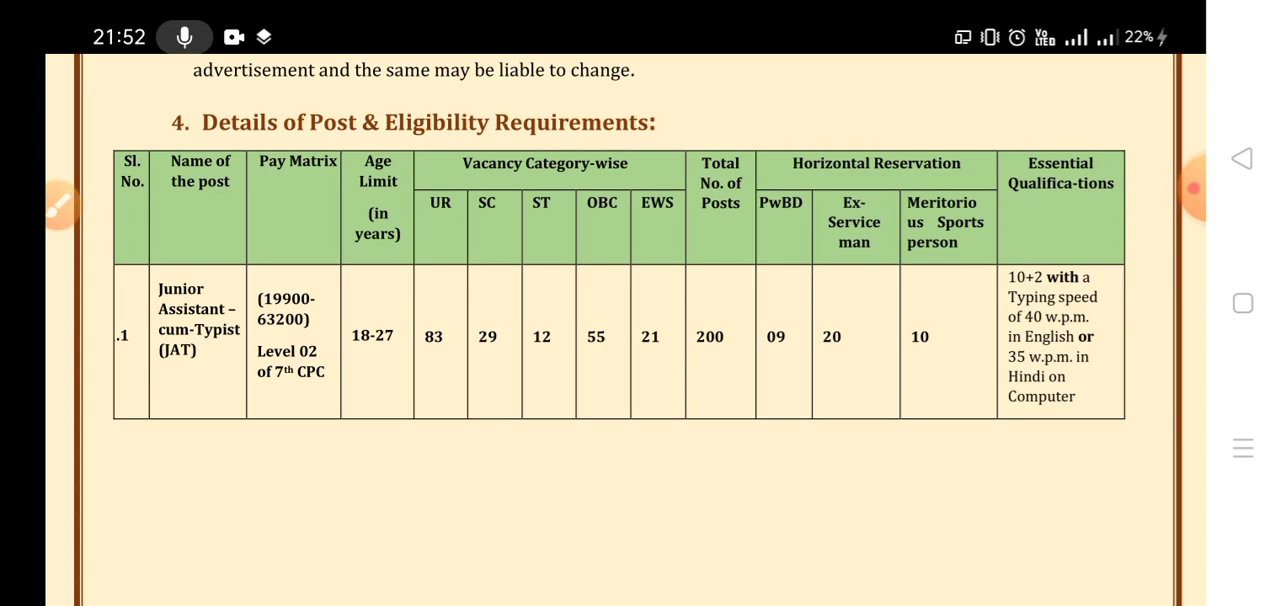 21:52
Vo LTED
22%
advertisement and the same may be liable to change.
4. Details of Post & Eligibility Requirements:
Sl. No.
Name of the post
Pay Matrix
Age Limit (in years)
Vacancy Category-wise
UR SC ST OBC EWS
Total No. of Posts
Horizontal Reservation
PwBD
Ex-Service man
Meritorio us Sports person
Essential Qualifica-tions
.1
Junior
Assistant –
cum-Typist
(JAT)
(19900-
63200)
Level 02
of 7th CPC
18-27
83 29 12 55 21
200
09
20
10
10+2 with a
Typing speed
of 40 w.p.m.
in English or
35 w.p.m. in
Hindi on
Computer